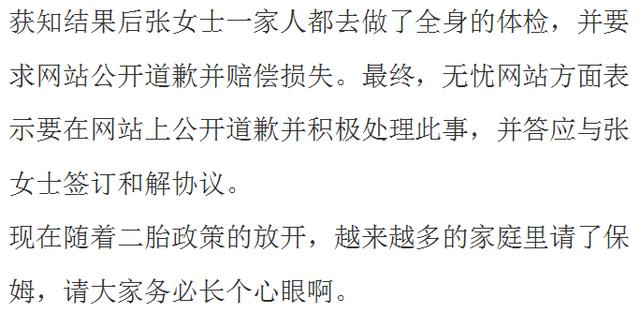 获知结果后张女士一家人都去做了全身的体检，并要
求网站公开道歉并赔偿损失。最终，无忧网站方面表
示要在网站上公开道歉并积极处理此事，并答应与张
女士签订和解协议。
现在随着二胎政策的放开，越来越多的家庭里请了保
姆，请大家务必长个心眼啊。